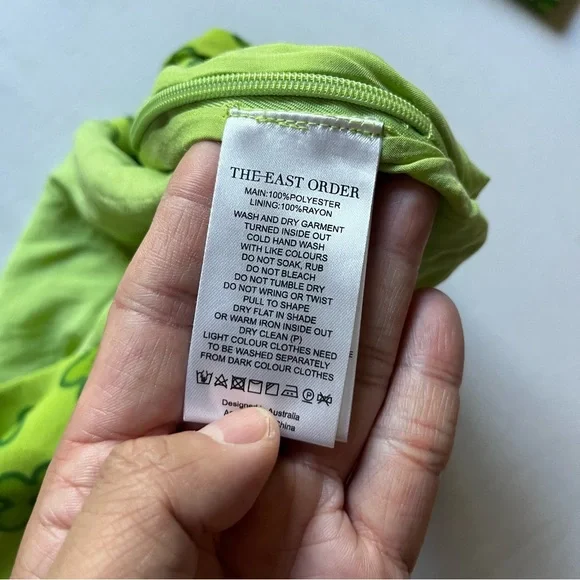 THE EAST ORDER
MAIN:100%POLYESTER
LINING:100%RAYON
WASH AND DRY GARMENT
TURNED INSIDE OUT
COLD HAND WASH
WITH LIKE COLOURS
DO NOT SOAK, RUB
DO NOT BLEACH
DO NOT TUMBLE DRY
DO NOT WRING OR TWIST
PULL TO SHAPE
DRY FLAT IN SHADE
OR WARM IRON INSIDE OUT
DRY CLEAN (P)
LIGHT COLOUR CLOTHES NEED
TO BE WASHED SEPARATELY
FROM DARK COLOUR CLOTHES
Australia
China